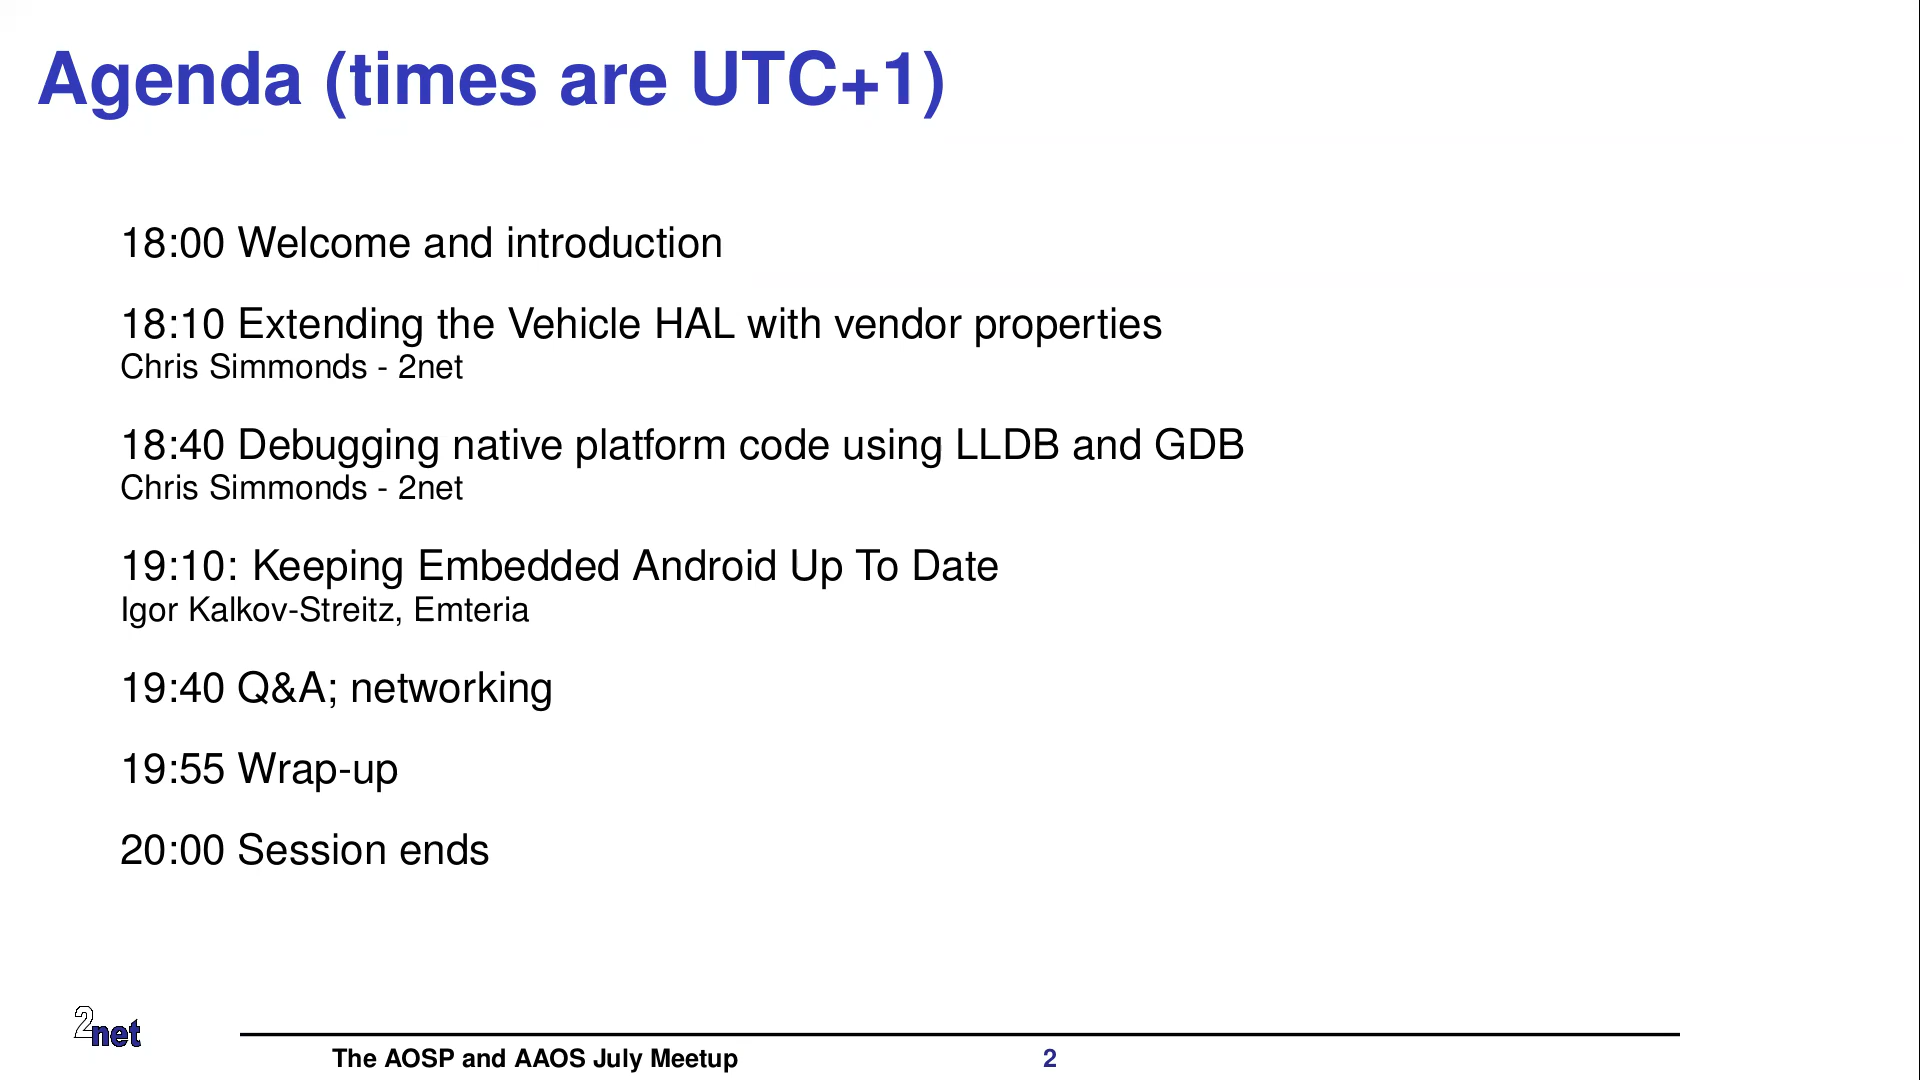 Agenda (times are UTC+1)
18:00 Welcome and introduction
18:10 Extending the Vehicle HAL with vendor properties
Chris Simmonds - 2net
18:40 Debugging native platform code using LLDB and GDB
Chris Simmonds - 2net
19:10: Keeping Embedded Android Up To Date
Igor Kalkov-Streitz, Emteria
19:40 Q&A; networking
19:55 Wrap-up
20:00 Session ends
2net
The AOSP and AAOS July Meetup
2